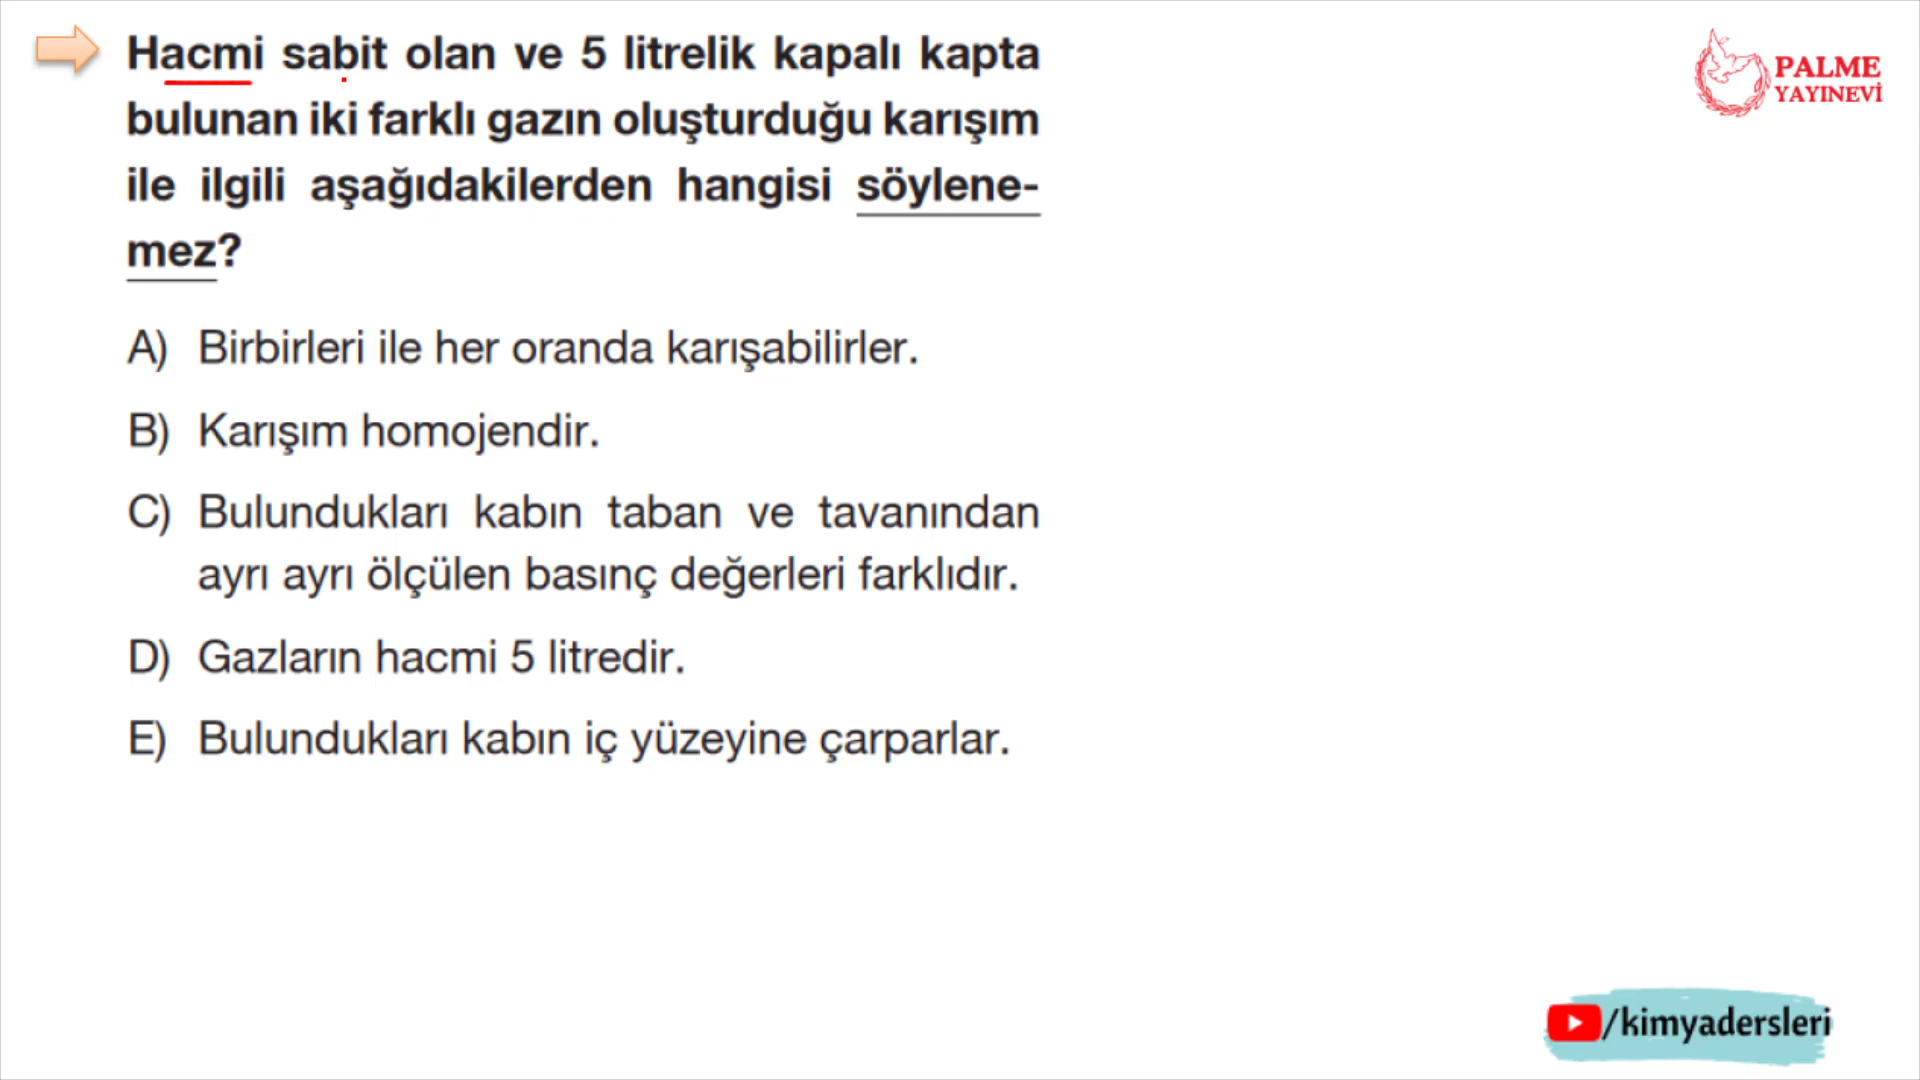 Hacmi sabit olan ve 5 litrelik kapalı kapta
bulunan iki farklı gazın oluşturduğu karışım
ile ilgili aşağıdakilerden hangisi söylene-
mez?
A) Birbirleri ile her oranda karışabilirler.
B) Karışım homojendir.
C) Bulundukları kabın taban ve tavanından
ayrı ayrı ölçülen basınç değerleri farklıdır.
D) Gazların hacmi 5 litredir.
E) Bulundukları kabın iç yüzeyine çarparlar.
PALME
YAYINEVİ
/kimyadersleri